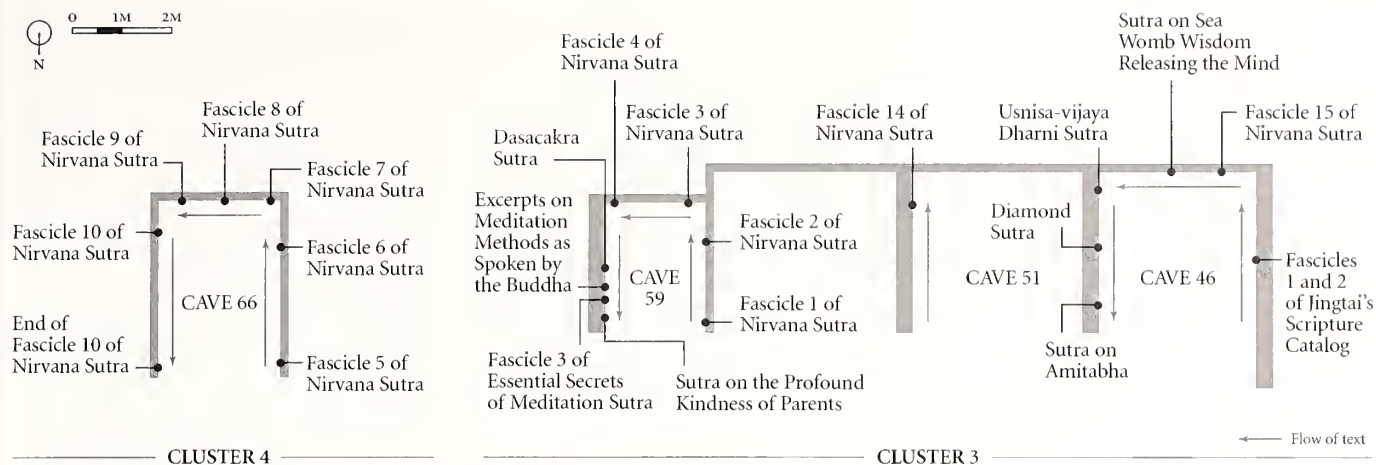 0 1M 2M
N
Fascicle 8 of
Nirvana Sutra
Fascicle 9 of
Nirvana Sutra
Fascicle 7 of
Nirvana Sutra
Fascicle 10 of
Nirvana Sutra
Fascicle 6 of
Nirvana Sutra
CAVE 66
End of
Fascicle 10 of
Nirvana Sutra
Fascicle 5 of
Nirvana Sutra
CLUSTER 4
Fascicle 4 of
Nirvana Sutra
Dasacakra
Sutra
Fascicle 3 of
Nirvana Sutra
Excerpts on
Meditation
Methods as
Spoken by
the Buddha
CAVE
59
Fascicle 2 of
Nirvana Sutra
Fascicle 1 of
Nirvana Sutra
Fascicle 3 of
Essential Secrets
of Meditation Sutra
Sutra on the Profound
Kindness of Parents
Fascicle 14 of
Nirvana Sutra
CAVE 51
Usnisa-vijaya
Dharni Sutra
Diamond
Sutra
Sutra on
Amitabha
Sutra on Sea
Womb Wisdom
Releasing the Mind
Fascicle 15 of
Nirvana Sutra
CAVE 46
Fascicles
1 and 2
of Jingtai's
Scripture
Catalog
Flow of text
CLUSTER 3